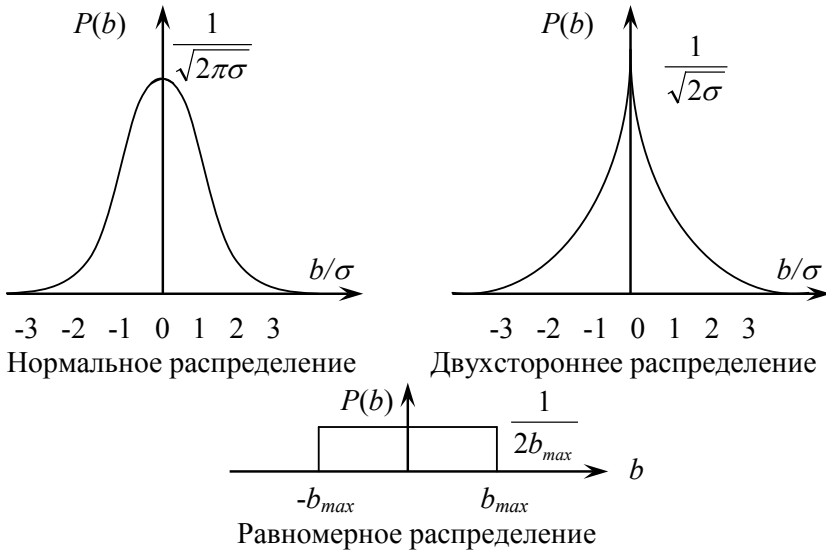 P(b) 1/√2πσ
b/σ
-3 -2 -1 0 1 2 3
Нормальное распределение
P(b) 1/√2σ
b/σ
-3 -2 -1 0 1 2 3
Двухстороннее распределение
P(b) 1/2b_max
b
-b_max b_max
Равномерное распределение